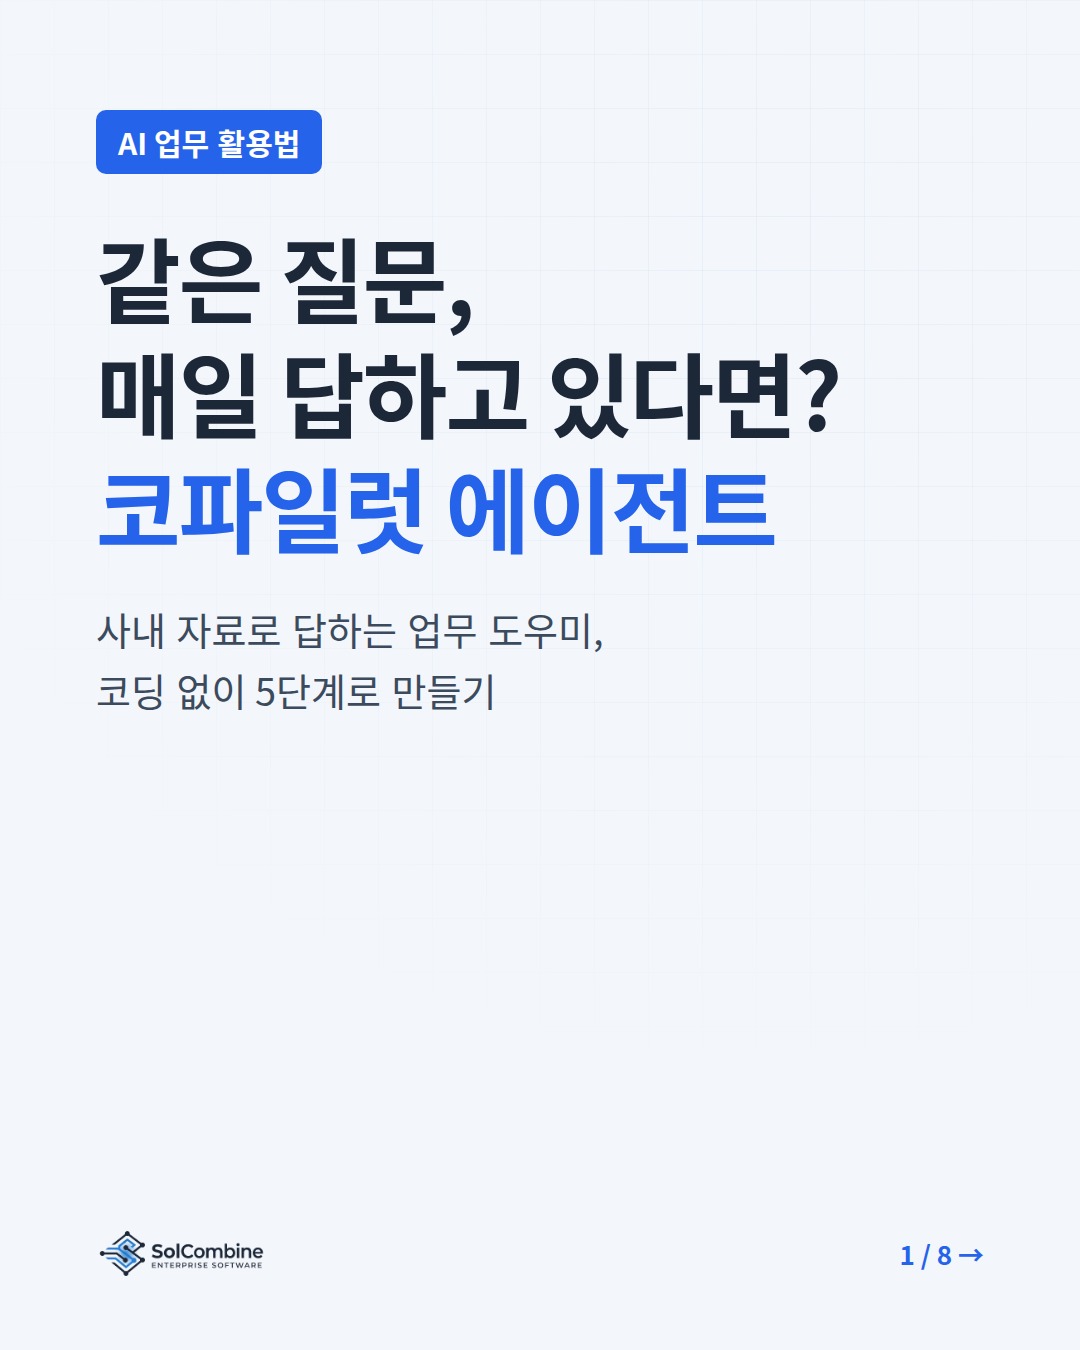 AI 업무 활용법
같은 질문,
매일 답하고 있다면?
코파일럿 에이전트
사내 자료로 답하는 업무 도우미,
코딩 없이 5단계로 만들기
SolCombine
ENTERPRISE SOFTWARE
1 / 8 →